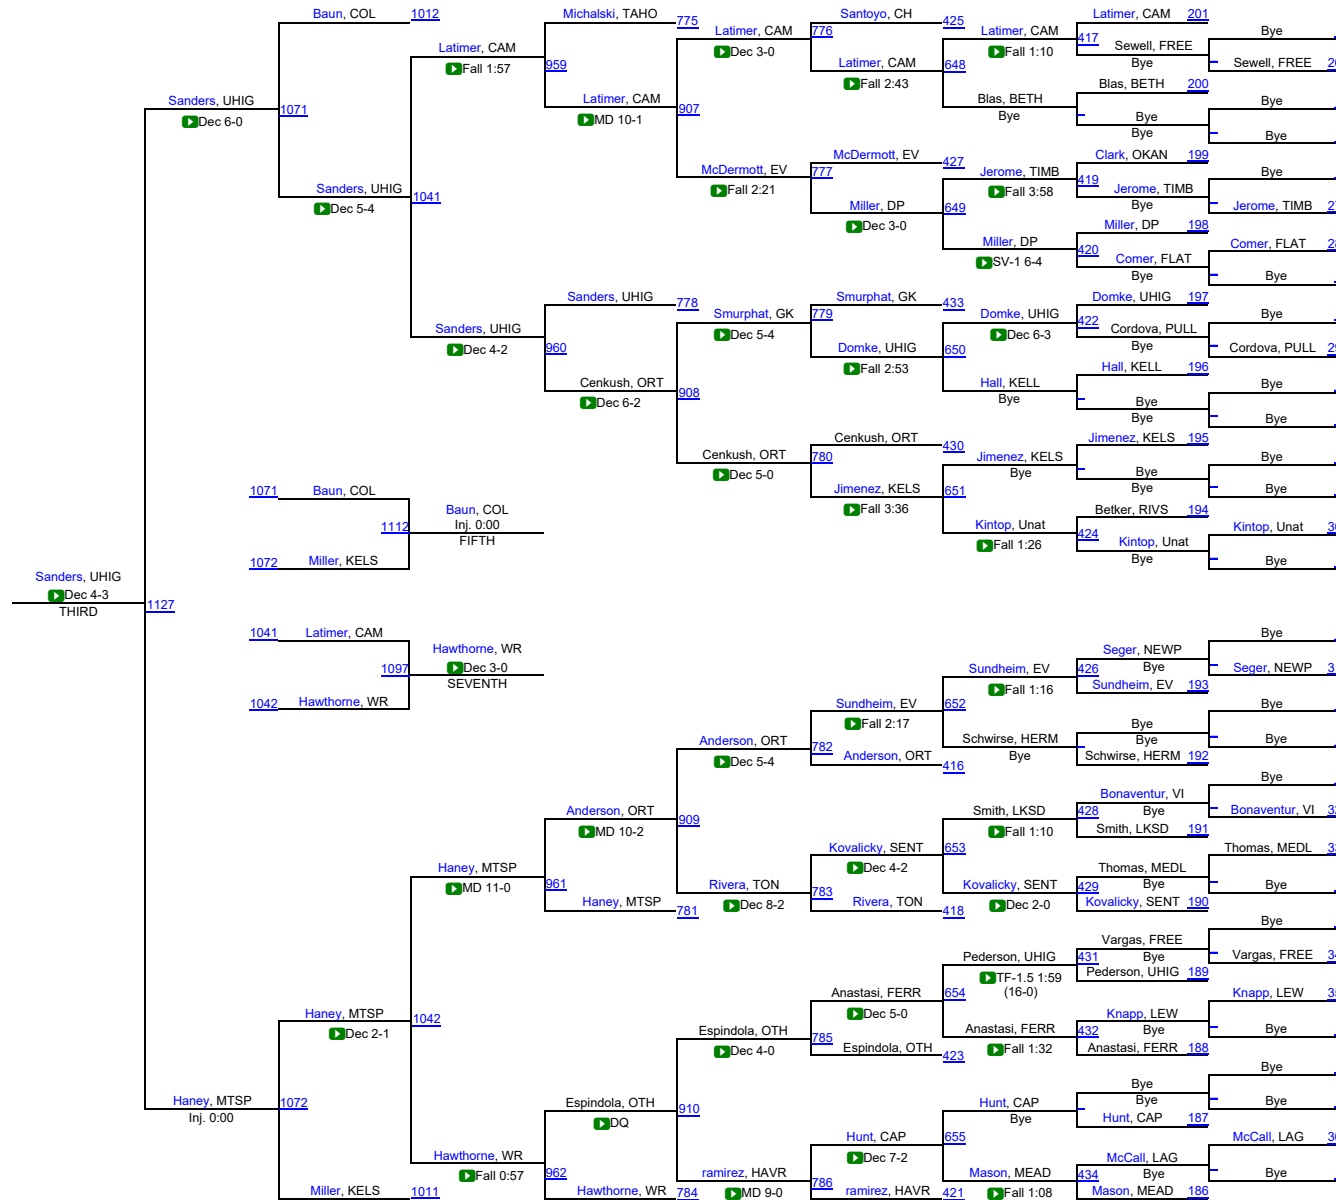 Baun, COL 1012
Michalski, TAHO 775
Santoyo, CH 425
Latimer, CAM 201
Bye
Latimer, CAM
Fall 1:57
959
Latimer, CAM
Dec 3-0
776
Latimer, CAM
Fall 1:10
417
Sewell, FREE
Bye
Sewell, FREE
Latimer, CAM
Fall 2:43
648
Blas, BETH 200
Sanders, UHIG
Dec 6-0
1071
Latimer, CAM
MD 10-1
907
Blas, BETH
Bye
Bye
Bye
Bye
Bye
McDermott, EV 427
Clark, OKAN 199
Bye
McDermott, EV
Fall 2:21
777
Jerome, TIMB
Fall 3:58
419
Jerome, TIMB
Bye
Jerome, TIMB
Sanders, UHIG
Dec 5-4
1041
Miller, DP
Dec 3-0
649
Miller, DP 198
Miller, DP
SV-1 6-4
420
Comer, FLAT
Bye
Comer, FLAT
Bye
Sanders, UHIG 778
Smurphat, GK 433
Domke, UHIG 197
Bye
Sanders, UHIG
Dec 4-2
960
Smurphat, GK
Dec 5-4
779
Domke, UHIG
Dec 6-3
422
Cordova, PULL
Bye
Cordova, PULL
Domke, UHIG
Fall 2:53
650
Hall, KELL 196
Cenkush, ORT
Dec 6-2
908
Hall, KELL
Bye
Bye
Bye
Bye
Bye
Cenkush, ORT 430
Jimenez, KELS 195
Bye
Cenkush, ORT
Dec 5-0
780
Jimenez, KELS
Bye
Bye
Bye
Bye
1071 Baun, COL
Jimenez, KELS
Fall 3:36
651
Betker, RIVS 194
Baun, COL
Inj. 0:00
FIFTH
1112
Kintop, Unat
Fall 1:26
424
Kintop, Unat
Bye
Kintop, Unat
Bye
1072 Miller, KELS
Sanders, UHIG
Dec 4-3
THIRD
1127
1041 Latimer, CAM
Bye
Hawthorne, WR
Dec 3-0
SEVENTH
1097
Seger, NEWP
Bye
Seger, NEWP
Sundheim, EV
Fall 1:16
426
Sundheim, EV 193
1042 Hawthorne, WR
Sundheim, EV
Fall 2:17
652
Bye
Bye
Bye
Bye
Anderson, ORT
Dec 5-4
782
Schwirse, HERM
Bye
Schwirse, HERM 192
Anderson, ORT 416
Bye
Bonaventur, VI
Bye
Bonaventur, VI
Anderson, ORT
MD 10-2
909
Smith, LKSD
Fall 1:10
428
Smith, LKSD 191
Kovalicky, SENT
Dec 4-2
653
Thomas, MEDL
Haney, MTSP
MD 11-0
961
Thomas, MEDL
Bye
Bye
Rivera, TON
Dec 8-2
783
Kovalicky, SENT
Dec 2-0
429
Kovalicky, SENT 190
Haney, MTSP 781
Rivera, TON 418
Bye
Vargas, FREE
Bye
Vargas, FREE
Pederson, UHIG
TF-1.5 1:59
(16-0)
431
Pederson, UHIG 189
Anastasi, FERR
Dec 5-0
654
Knapp, LEW
Haney, MTSP
Dec 2-1
1042
Espindola, OTH
Dec 4-0
785
Anastasi, FERR
Fall 1:32
432
Knapp, LEW
Bye
Bye
Espindola, OTH 423
Anastasi, FERR 188
Haney, MTSP
Inj. 0:00
1072
Espindola, OTH
DQ
910
Hunt, CAP
Bye
Bye
Bye
Bye
Bye
Hunt, CAP 187
Hunt, CAP
Dec 7-2
655
McCall, LAG
Hawthorne, WR
Fall 0:57
962
ramirez, HAVR
MD 9-0
786
Mason, MEAD
Fall 1:08
434
McCall, LAG
Bye
Bye
Miller, KELS 1011
Hawthorne, WR 784
ramirez, HAVR 421
Mason, MEAD 186